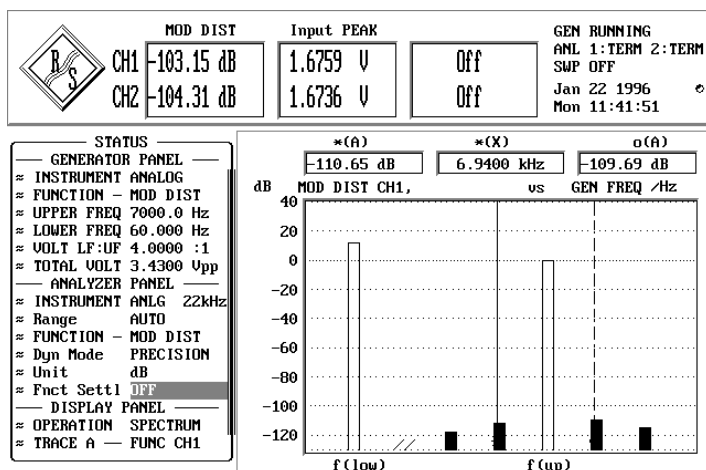 MOD DIST Input PEAK
R S CH1 -103.15 dB 1.6759 V Off
CH2 -104.31 dB 1.6736 V Off
GEN RUNNING
ANL 1:TERM 2:TERM
SWP OFF
Jan 22 1996
Mon 11:41:51
STATUS
GENERATOR PANEL
≈ INSTRUMENT ANALOG
≈ FUNCTION - MOD DIST
≈ UPPER FREQ 7000.0 Hz
≈ LOWER FREQ 60.000 Hz
≈ VOLT LF:UF 4.0000 :1
≈ TOTAL VOLT 3.4300 Vpp
ANALYZER PANEL
≈ INSTRUMENT ANLG 22kHz
≈ Range AUTO
≈ FUNCTION - MOD DIST
≈ Dyn Mode PRECISION
≈ Unit dB
≈ Fnct Settl OFF
DISPLAY PANEL
≈ OPERATION SPECTRUM
≈ TRACE A — FUNC CH1
*(A) *(X) o(A)
-110.65 dB 6.9400 kHz -109.69 dB
dB MOD DIST CH1, vs GEN FREQ /Hz
40
20
0
-20
-40
-60
-80
-100
-120
f(low) f(up)